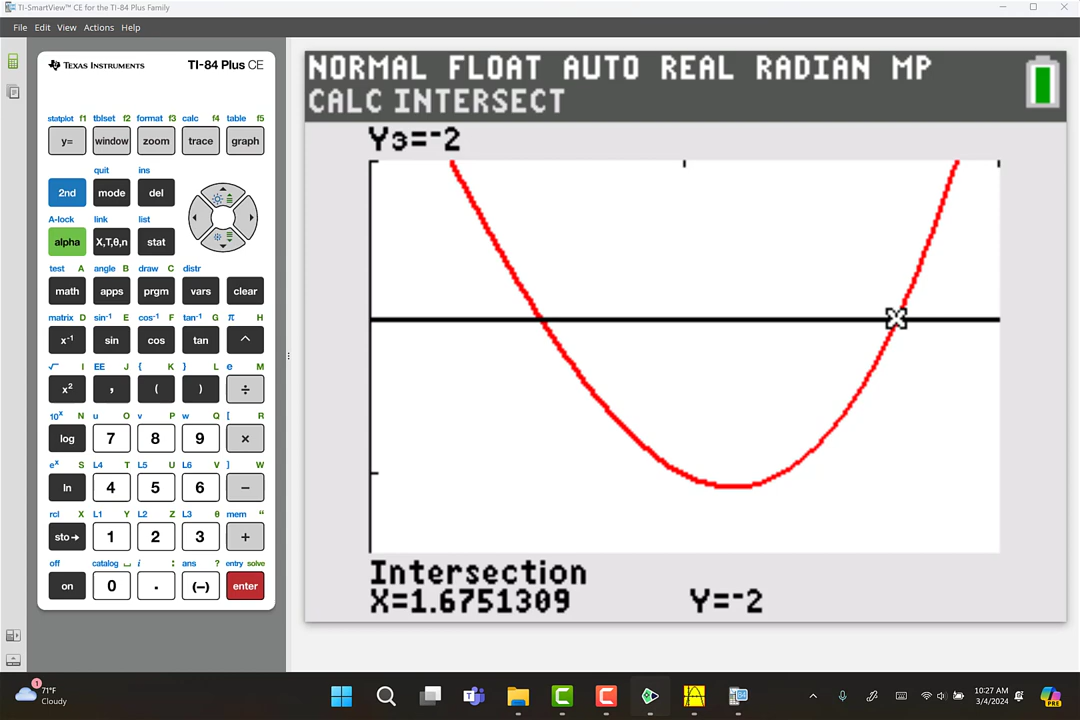 TI-SmartView™ CE for the TI-84 Plus Family
File Edit View Actions Help
TEXAS INSTRUMENTS TI-84 Plus CE
statplot f1 tblset f2 format f3 calc f4 table f5
y= window zoom trace graph
quit ins
2nd mode del
A-lock link list
alpha X,T,θ,n stat
test A angle B draw C distr
math apps prgm vars clear
matrix D sin⁻¹ E cos⁻¹ F tan⁻¹ G π H
x⁻¹ sin cos tan ^
√ I EE J { K } L e M
x² , ( ) ÷
10ˣ N u O v P w Q [ R
log 7 8 9 ×
eˣ S L4 T L5 U L6 V ] W
ln 4 5 6 −
rcl X L1 Y L2 Z L3 θ mem “
sto→ 1 2 3 +
off catalog ⎵ i : ans ? entry solve
on 0 . (−) enter
NORMAL FLOAT AUTO REAL RADIAN MP
CALC INTERSECT
Y₃=⁻2
Intersection
X=1.6751309 Y=⁻2
1
71°F
Cloudy
10:27 AM
3/4/2024
PRE